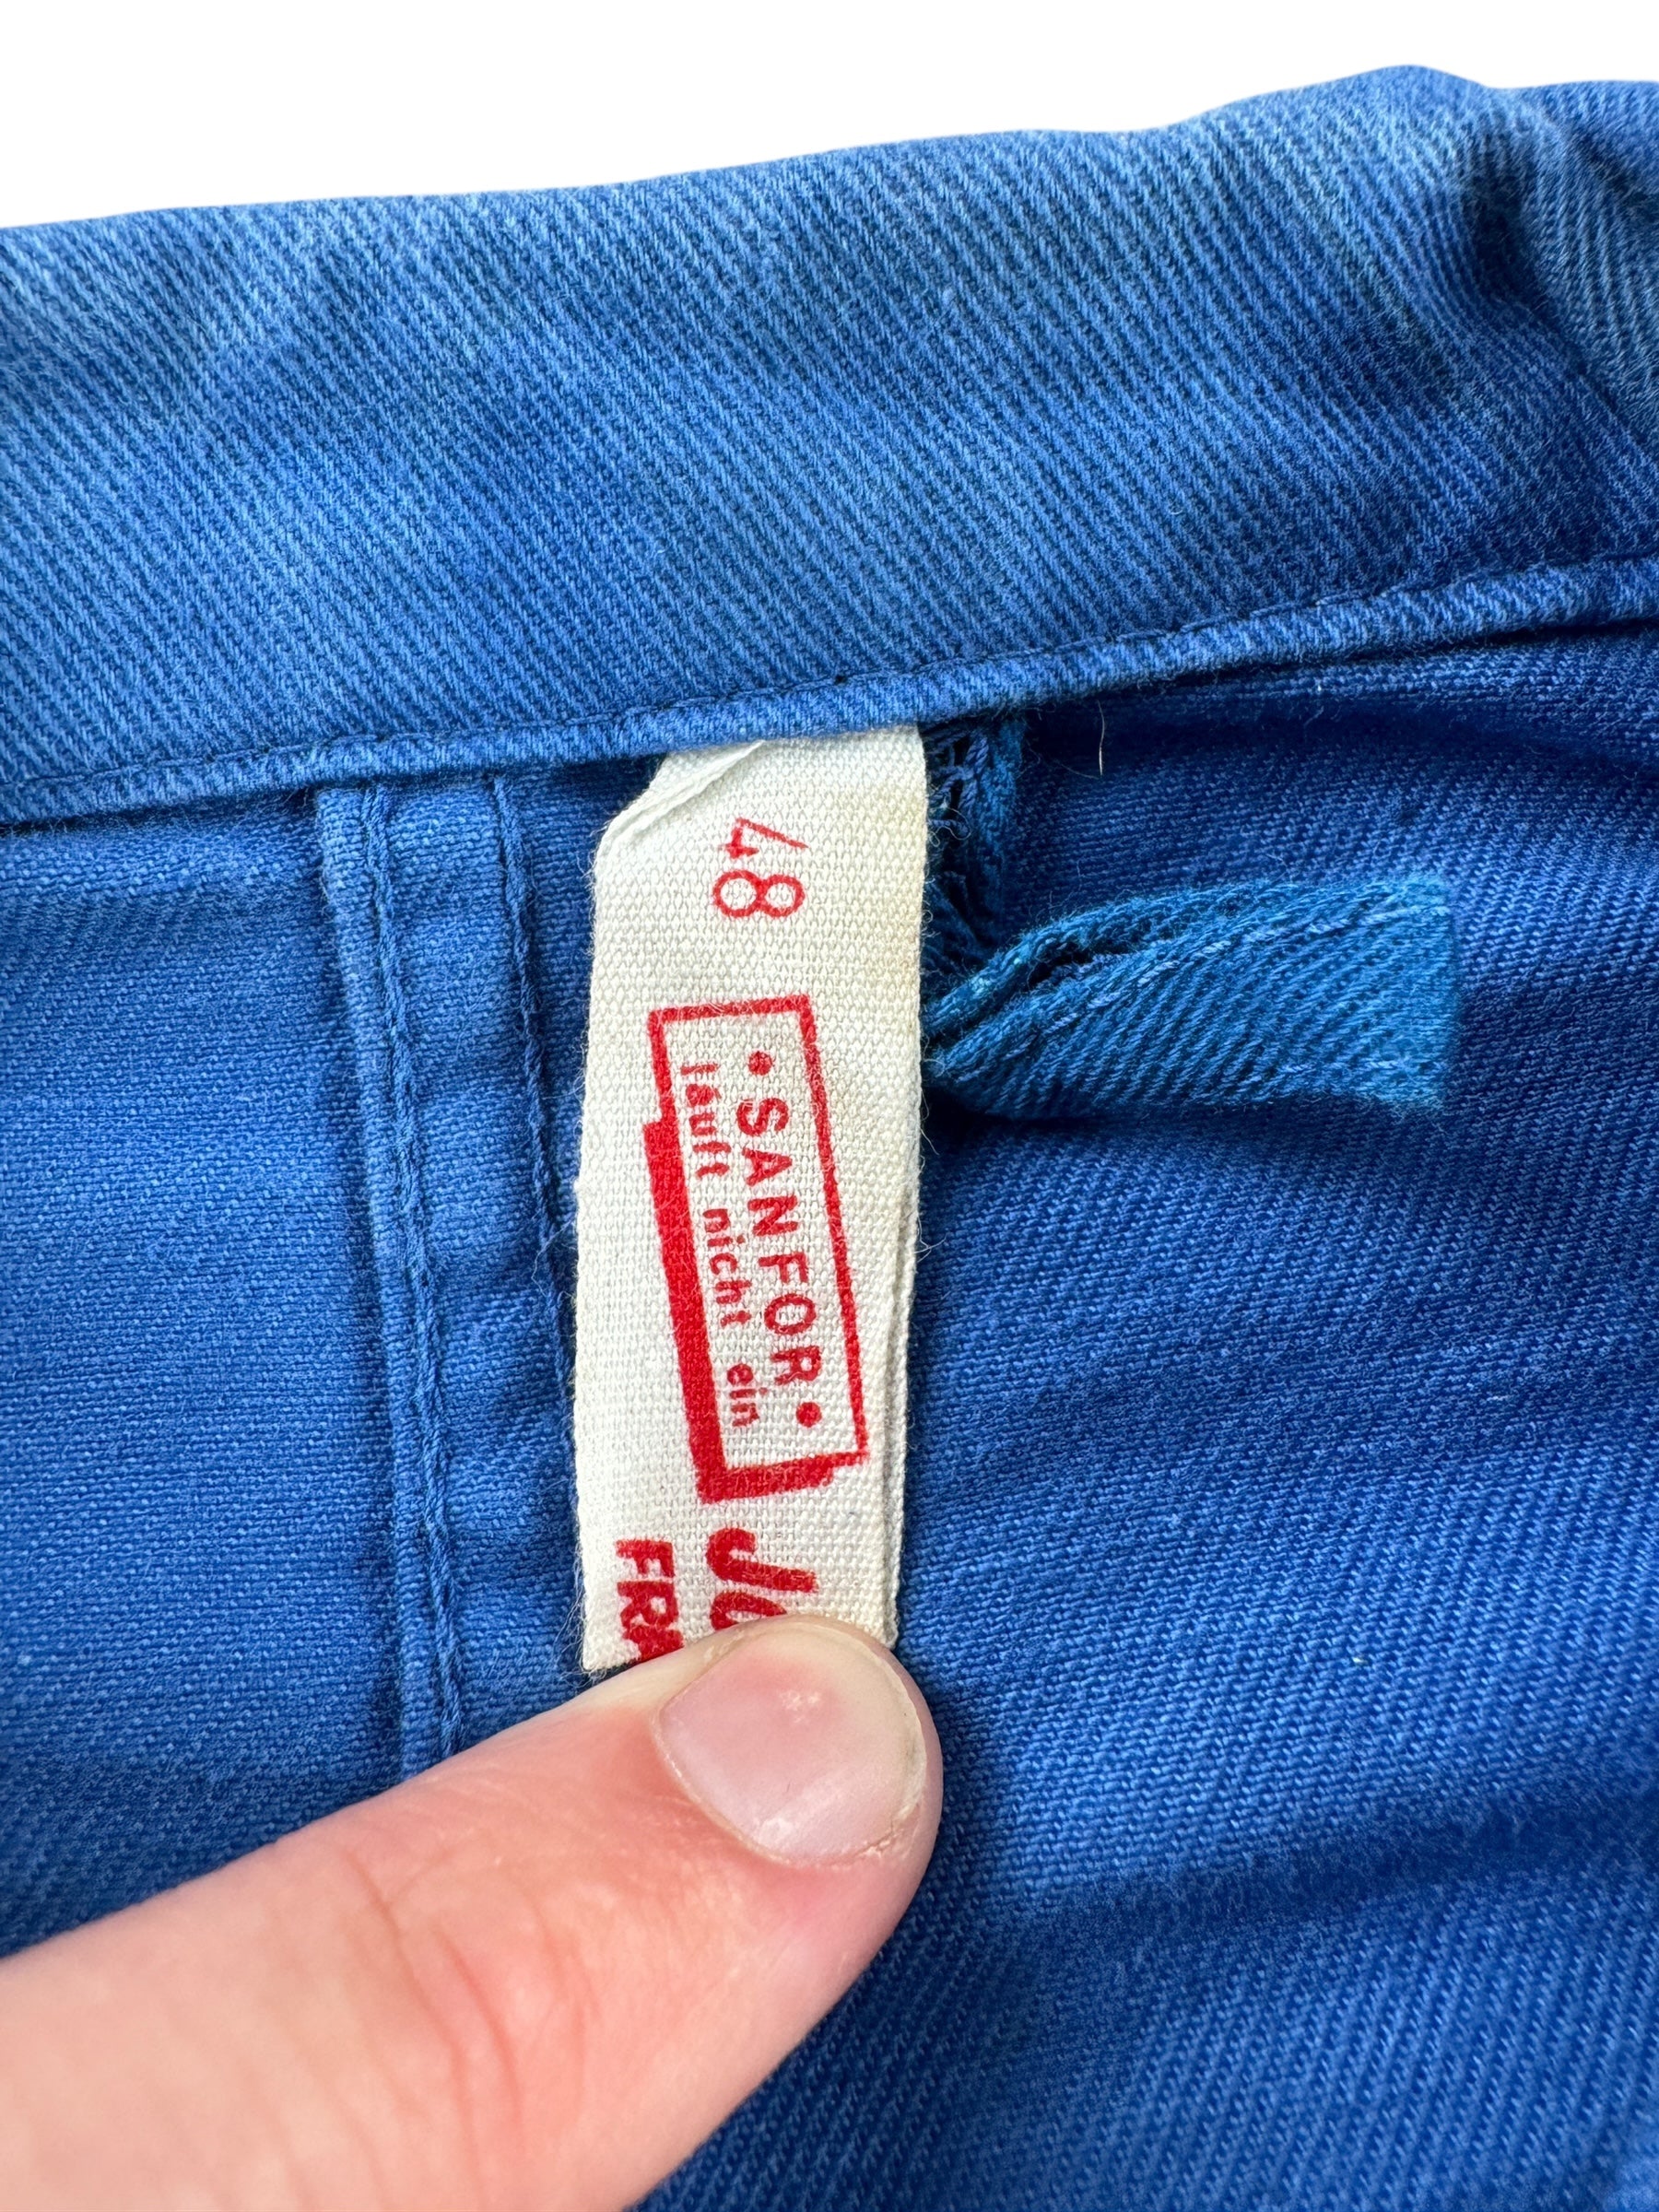 48
• SANFOR •
läuft nicht ein